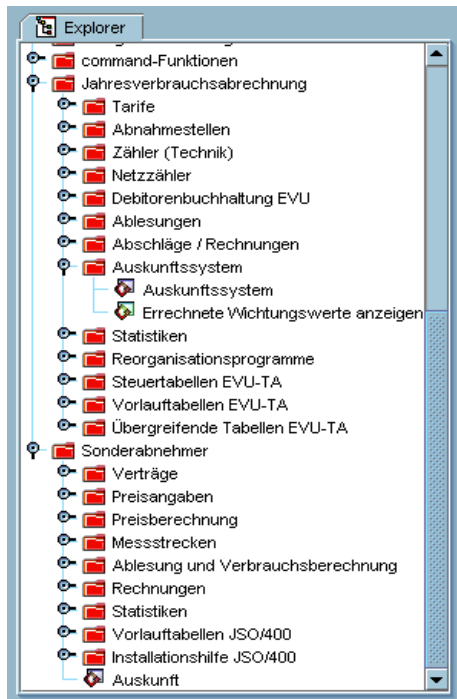 Explorer
command-Funktionen
Jahresverbrauchsabrechnung
Tarife
Abnahmestellen
Zähler (Technik)
Netzzähler
Debitorenbuchhaltung EVU
Ablesungen
Abschläge / Rechnungen
Auskunftssystem
Auskunftssystem
Errechnete Wichtungswerte anzeigen
Statistiken
Reorganisationsprogramme
Steuertabellen EVU-TA
Vorlauftabellen EVU-TA
Übergreifende Tabellen EVU-TA
Sonderabnehmer
Verträge
Preisangaben
Preisberechnung
Messstrecken
Ablesung und Verbrauchsberechnung
Rechnungen
Statistiken
Vorlauftabellen JSO/400
Installationshilfe JSO/400
Auskunft